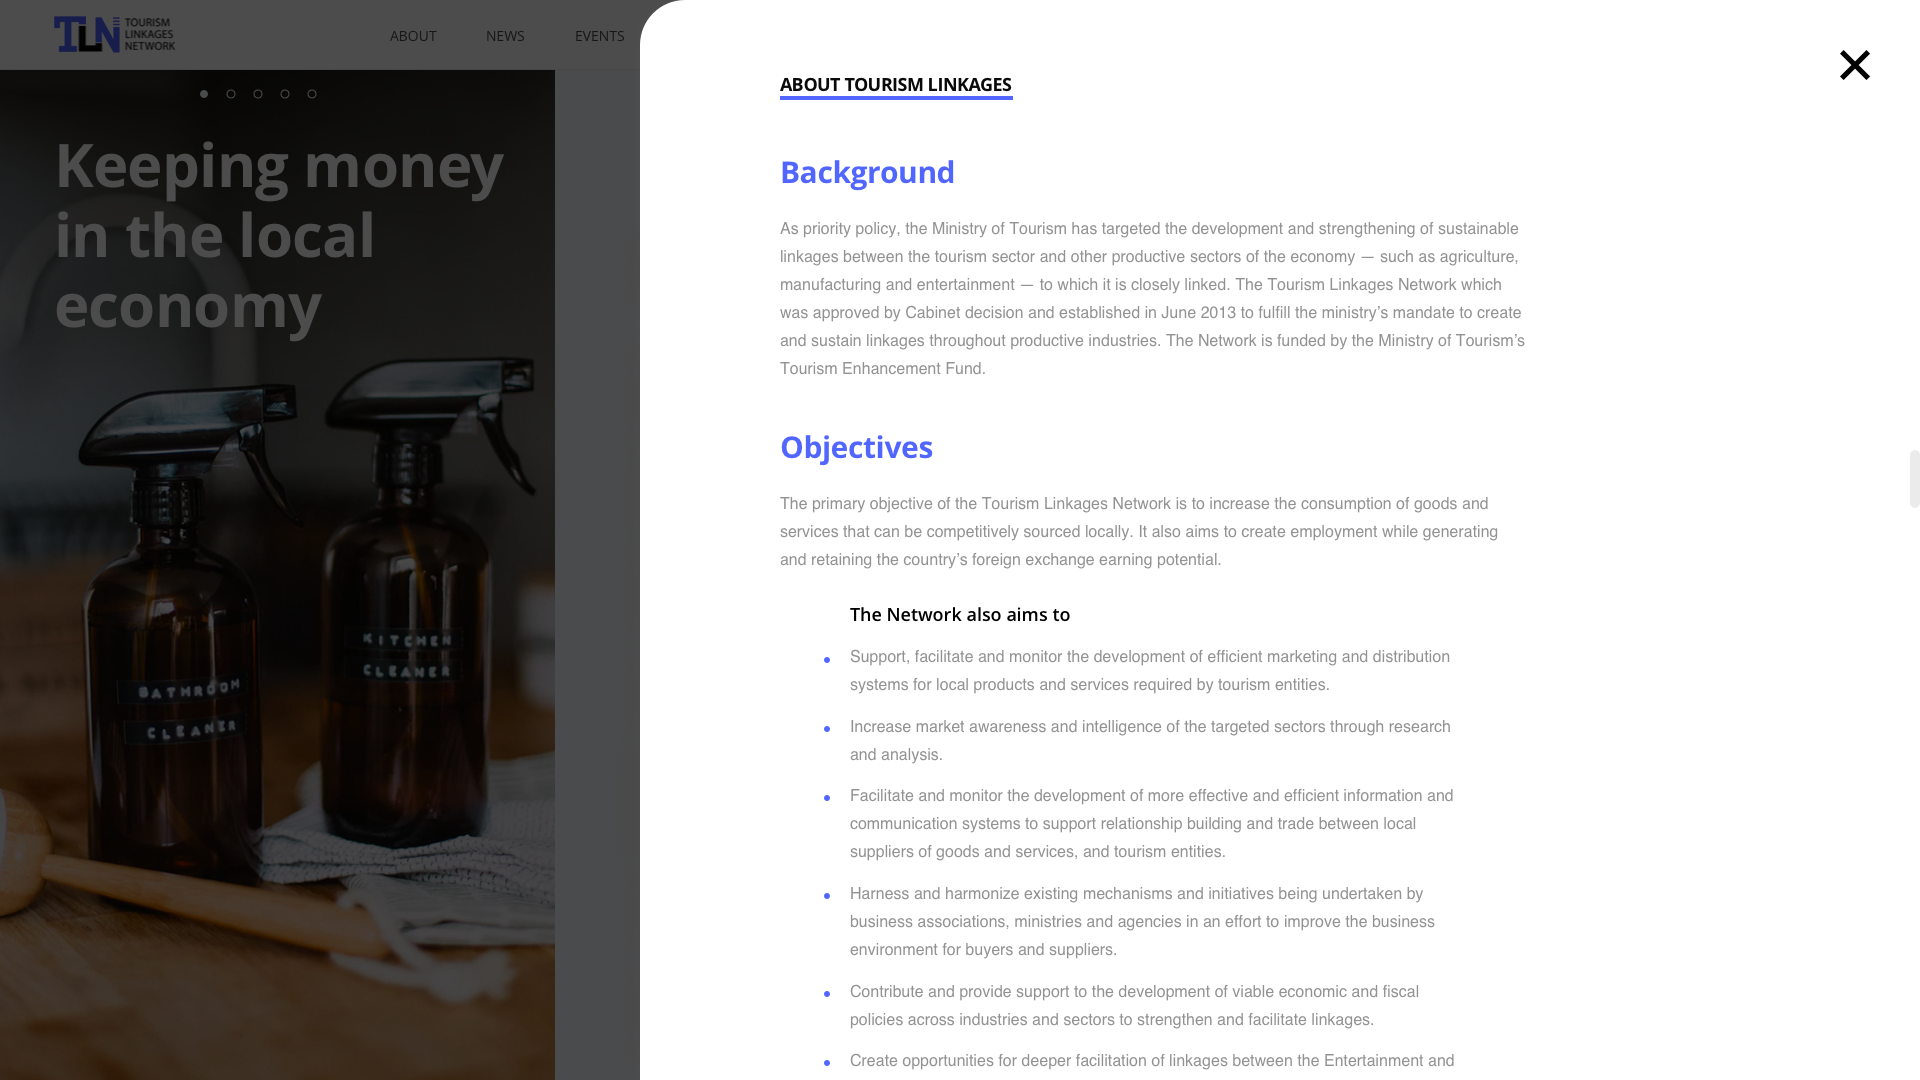 TLN TOURISM
LINKAGES
NETWORK
ABOUT NEWS EVENTS
Keeping money
in the local
economy
KITCHEN
CLEANER
BATHROOM
CLEANER
ABOUT TOURISM LINKAGES
Background
As priority policy, the Ministry of Tourism has targeted the development and strengthening of sustainable
linkages between the tourism sector and other productive sectors of the economy — such as agriculture,
manufacturing and entertainment — to which it is closely linked. The Tourism Linkages Network which
was approved by Cabinet decision and established in June 2013 to fulfill the ministry’s mandate to create
and sustain linkages throughout productive industries. The Network is funded by the Ministry of Tourism’s
Tourism Enhancement Fund.
Objectives
The primary objective of the Tourism Linkages Network is to increase the consumption of goods and
services that can be competitively sourced locally. It also aims to create employment while generating
and retaining the country’s foreign exchange earning potential.
The Network also aims to
Support, facilitate and monitor the development of efficient marketing and distribution
systems for local products and services required by tourism entities.
Increase market awareness and intelligence of the targeted sectors through research
and analysis.
Facilitate and monitor the development of more effective and efficient information and
communication systems to support relationship building and trade between local
suppliers of goods and services, and tourism entities.
Harness and harmonize existing mechanisms and initiatives being undertaken by
business associations, ministries and agencies in an effort to improve the business
environment for buyers and suppliers.
Contribute and provide support to the development of viable economic and fiscal
policies across industries and sectors to strengthen and facilitate linkages.
Create opportunities for deeper facilitation of linkages between the Entertainment and